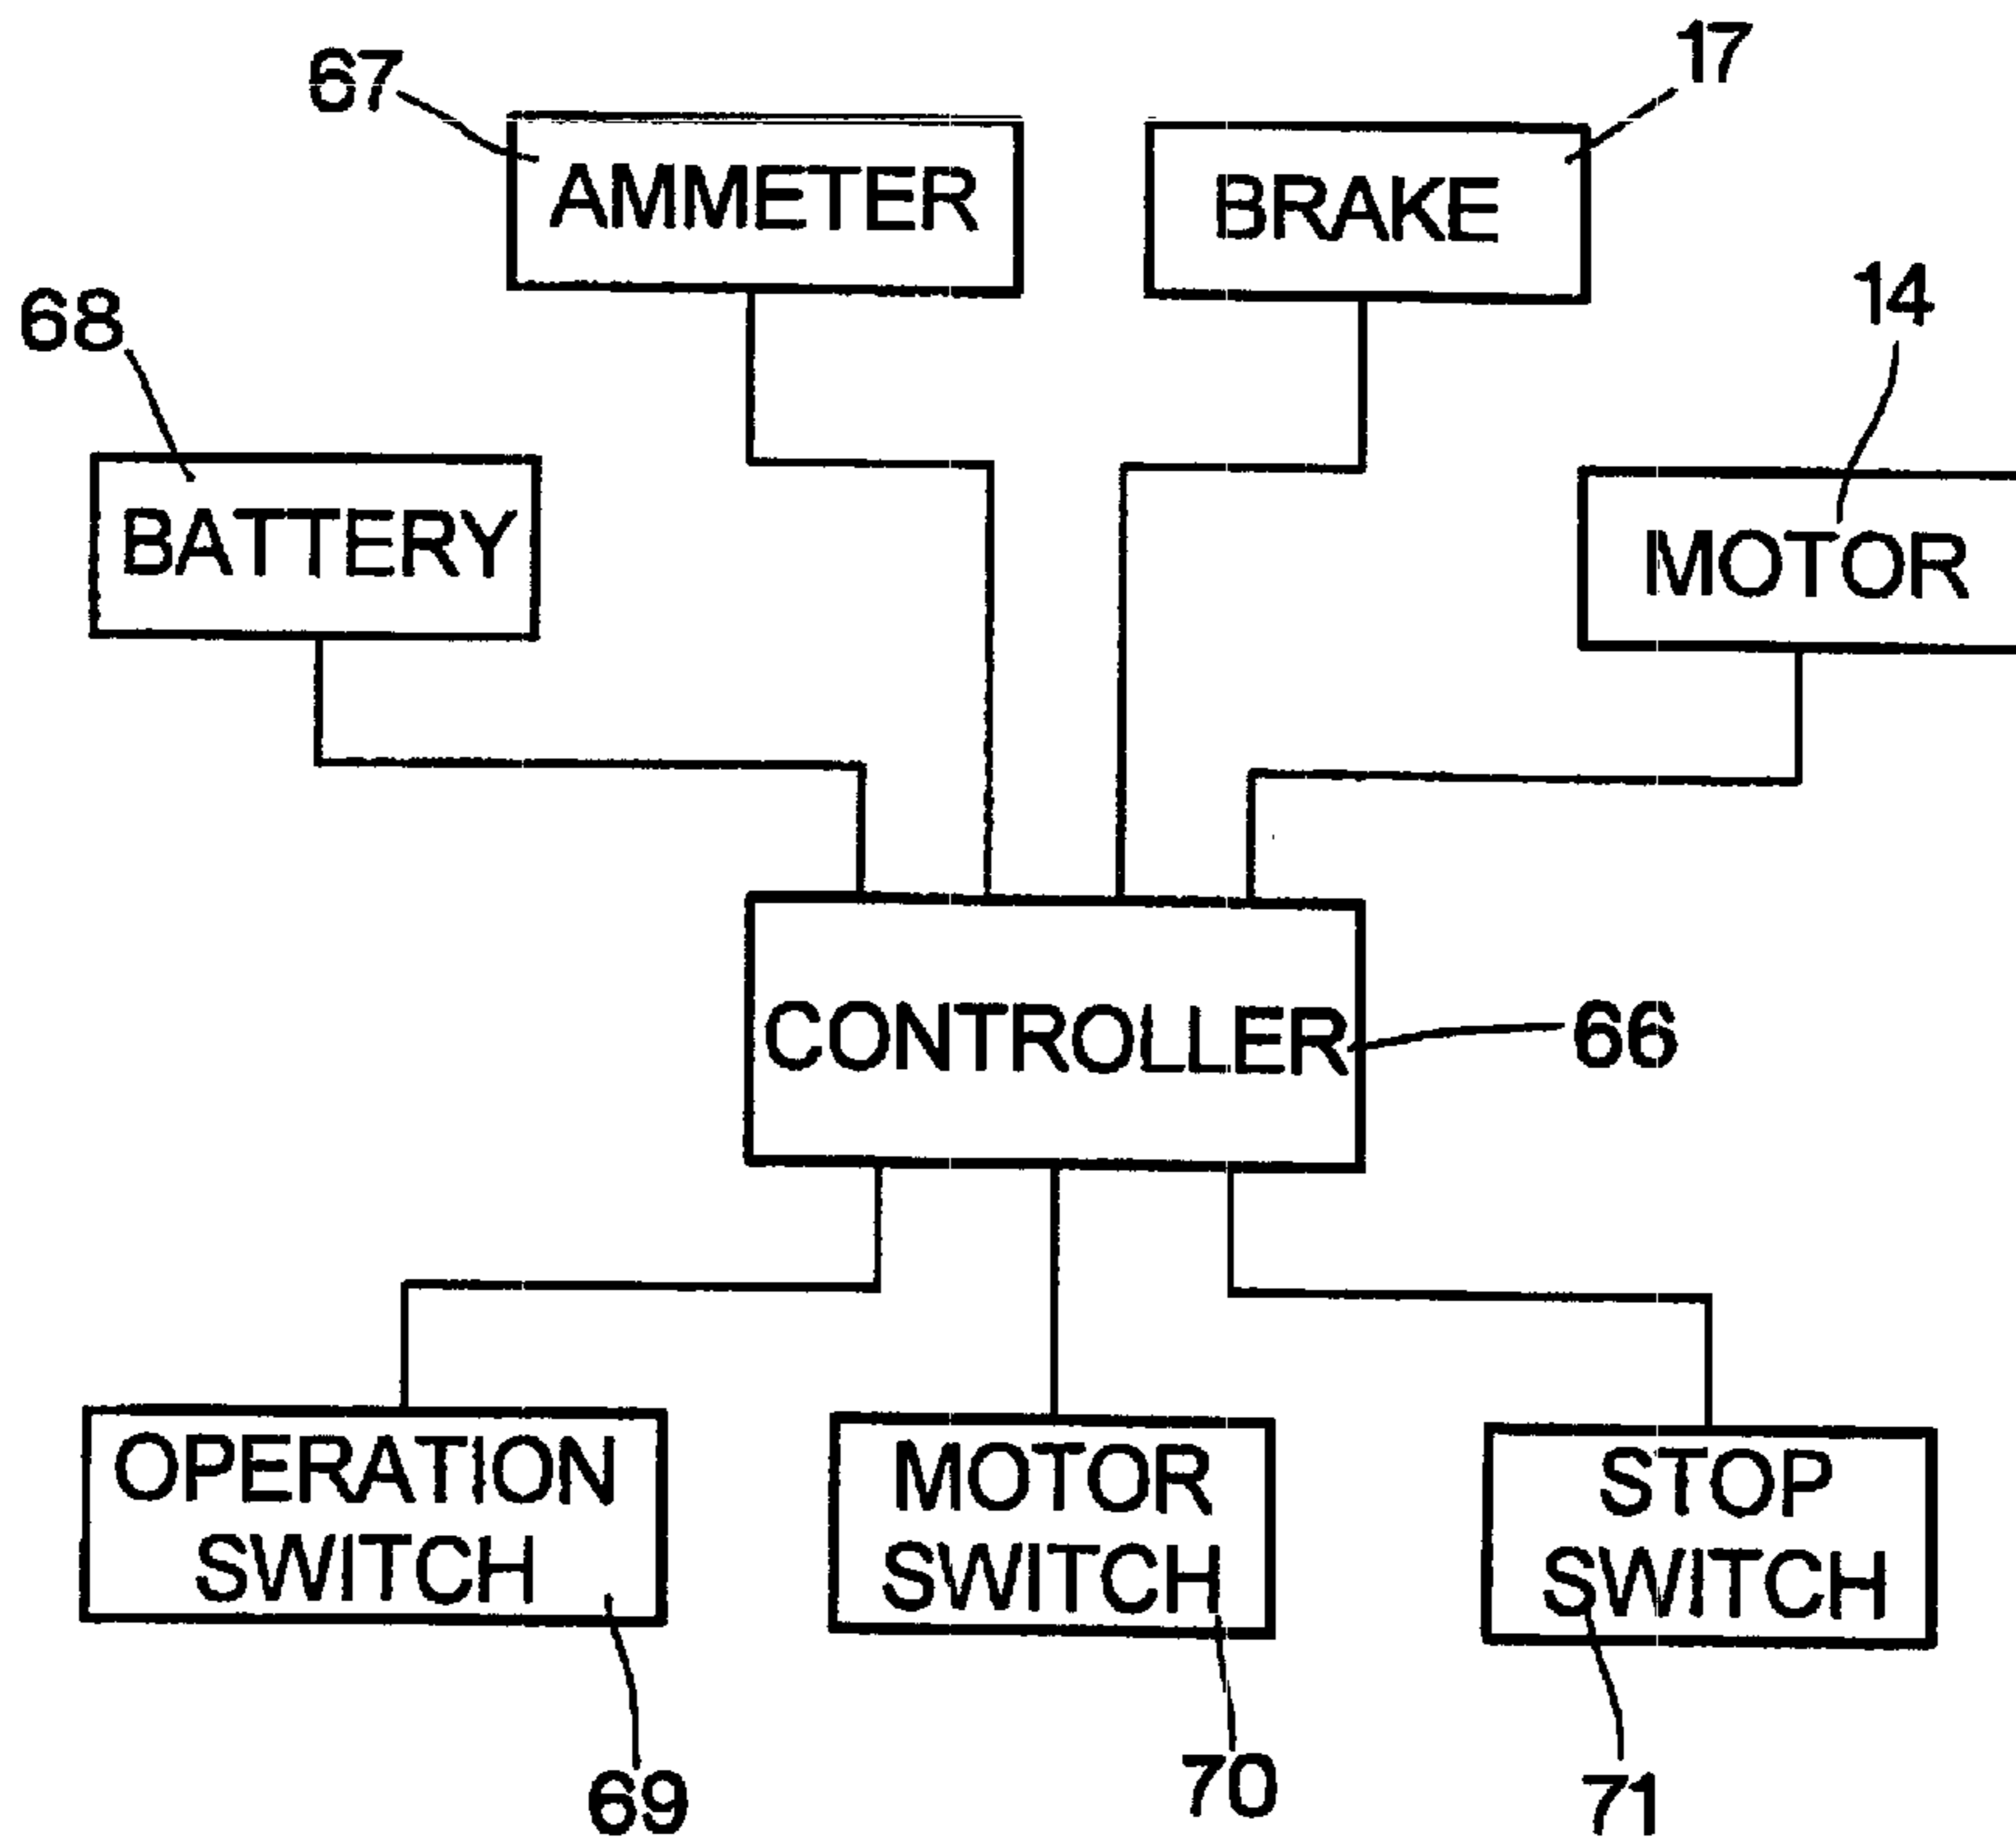 67
17
AMMETER
BRAKE
68
14
BATTERY
MOTOR
CONTROLLER
66
OPERATION
SWITCH
MOTOR
SWITCH
STOP
SWITCH
69
70
71